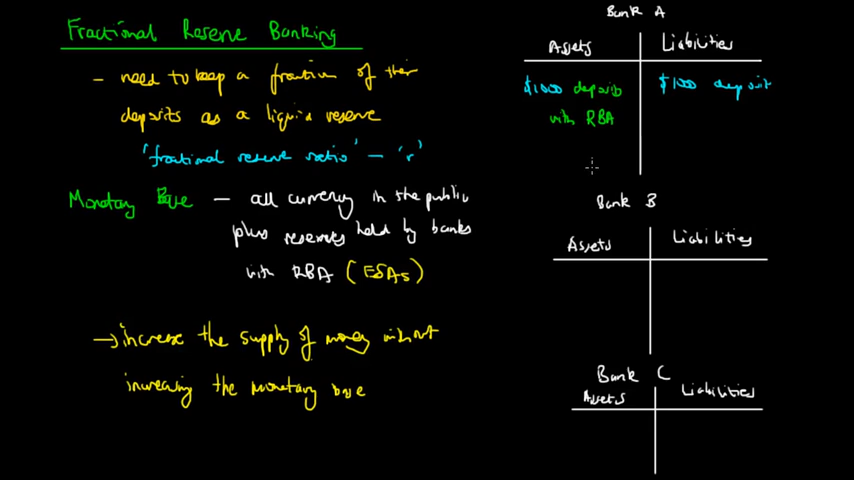 Fractional Reserve Banking
- need to keep a fraction of their
deposits as a liquid reserve
'fractional reserve ratio' - 'r'
Monetary Base - all currency in the public
plus reserves held by banks
with RBA (ESAs)
→ increase the supply of money without
increasing the monetary base
Bank A
Assets Liabilities
$1000 deposits $1000 deposit
with RBA
Bank B
Assets Liabilities
Bank C
Assets Liabilities